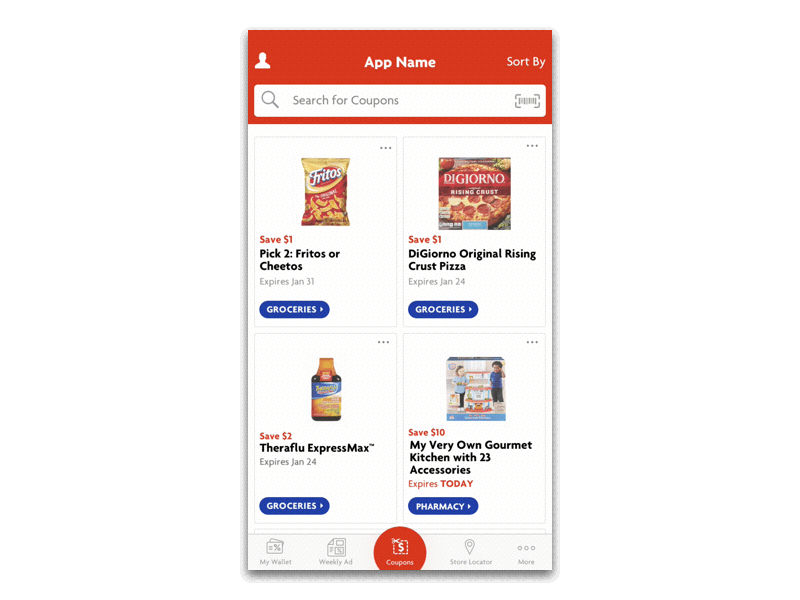 App Name
Sort By
Search for Coupons
Fritos
DIGIORNO
RISING CRUST
Save $1
Pick 2: Fritos or
Cheetos
Expires Jan 31
GROCERIES
Save $1
DiGiorno Original Rising
Crust Pizza
Expires Jan 24
GROCERIES
Save $2
Theraflu ExpressMax™
Expires Jan 24
GROCERIES
Save $10
My Very Own Gourmet
Kitchen with 23
Accessories
Expires TODAY
PHARMACY
My Wallet
Weekly Ad
Coupons
Store Locator
More